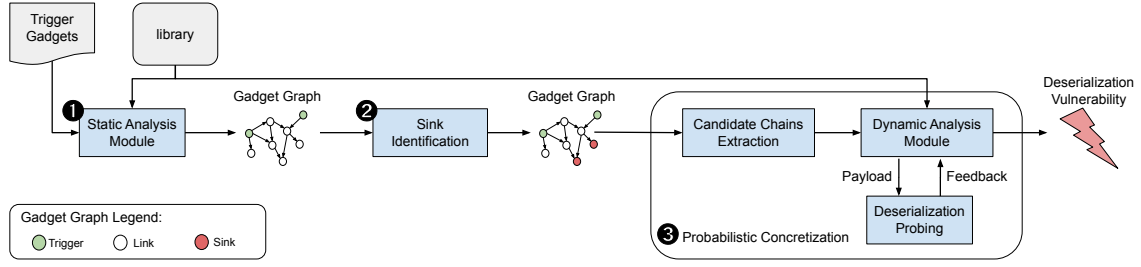 Trigger
Gadgets
library
Deserialization
Vulnerability
1
Static Analysis
Module
Gadget Graph
2
Sink
Identification
Gadget Graph
Candidate Chains
Extraction
Dynamic Analysis
Module
Payload
Feedback
Deserialization
Probing
3 Probabilistic Concretization
Gadget Graph Legend:
Trigger
Link
Sink